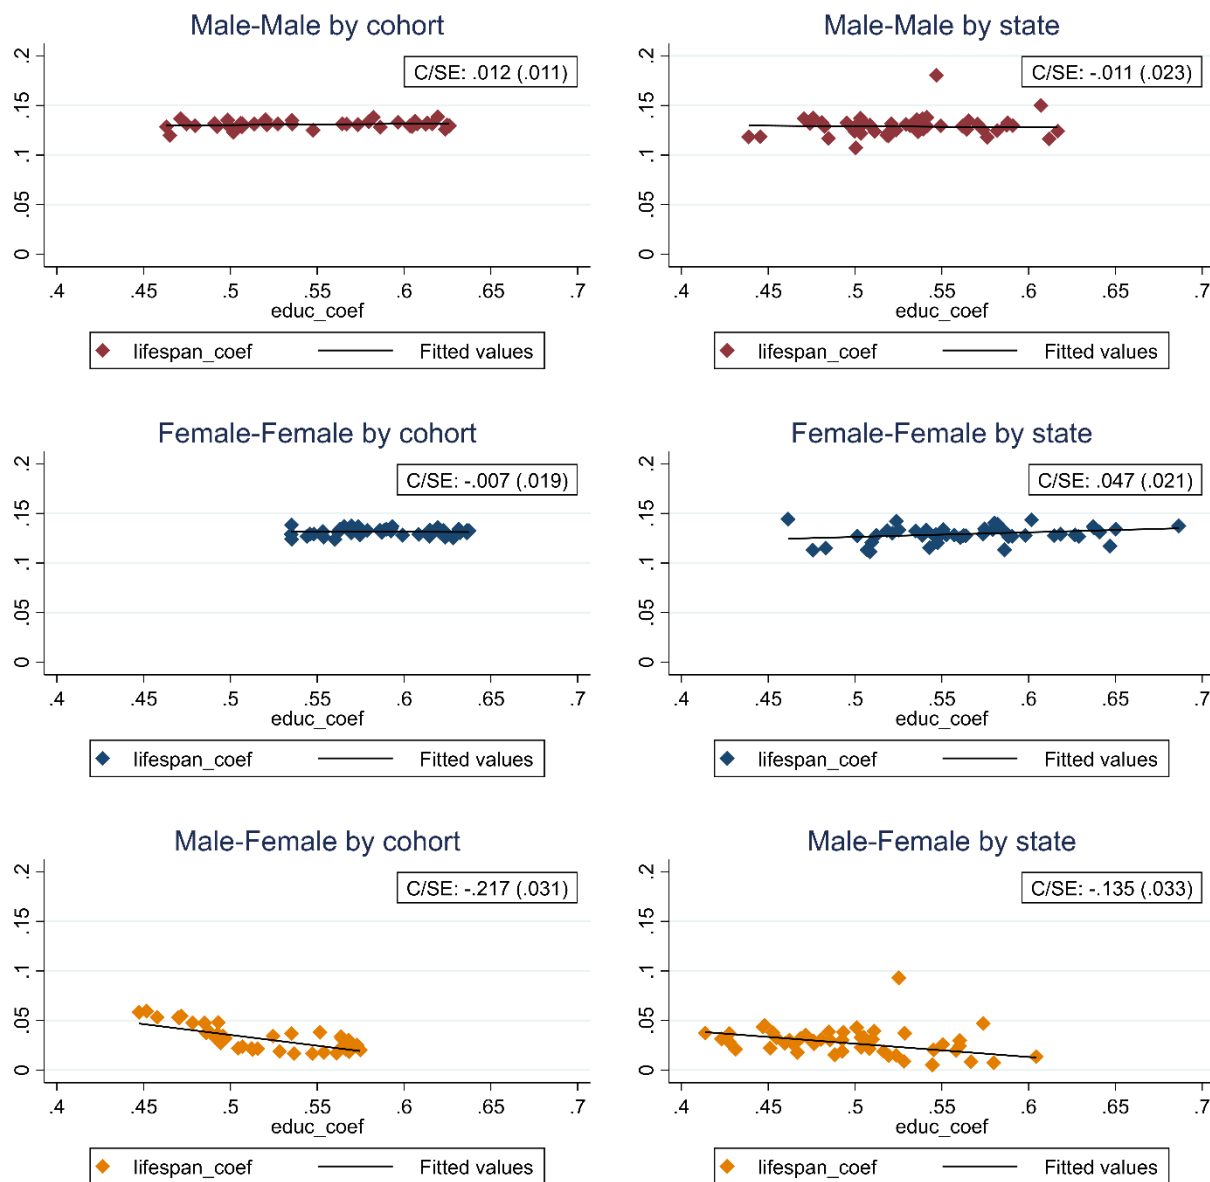 Male-Male by cohort
C/SE: .012 (.011)
.2
.15
.1
.05
0
.4 .45 .5 .55 .6 .65 .7
educ_coef
lifespan_coef Fitted values
Male-Male by state
C/SE: -.011 (.023)
.2
.15
.1
.05
0
.4 .45 .5 .55 .6 .65 .7
educ_coef
lifespan_coef Fitted values
Female-Female by cohort
C/SE: -.007 (.019)
.2
.15
.1
.05
0
.4 .45 .5 .55 .6 .65 .7
educ_coef
lifespan_coef Fitted values
Female-Female by state
C/SE: .047 (.021)
.2
.15
.1
.05
0
.4 .45 .5 .55 .6 .65 .7
educ_coef
lifespan_coef Fitted values
Male-Female by cohort
C/SE: -.217 (.031)
.2
.15
.1
.05
0
.4 .45 .5 .55 .6 .65 .7
educ_coef
lifespan_coef Fitted values
Male-Female by state
C/SE: -.135 (.033)
.2
.15
.1
.05
0
.4 .45 .5 .55 .6 .65 .7
educ_coef
lifespan_coef Fitted values